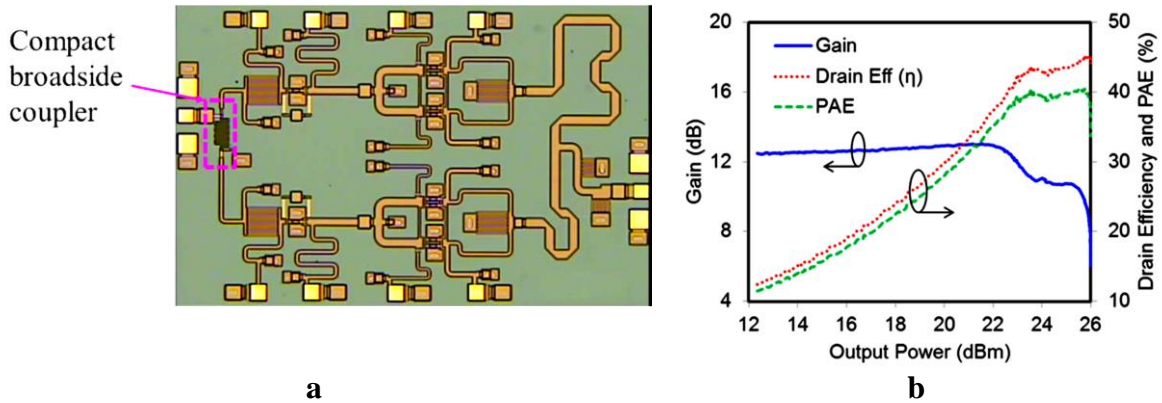 Compact
broadside
coupler
a
20
16
12
8
4
Gain (dB)
Gain
Drain Eff (η)
PAE
50
40
30
20
10
Drain Efficiency and PAE (%)
12 14 16 18 20 22 24 26
Output Power (dBm)
b